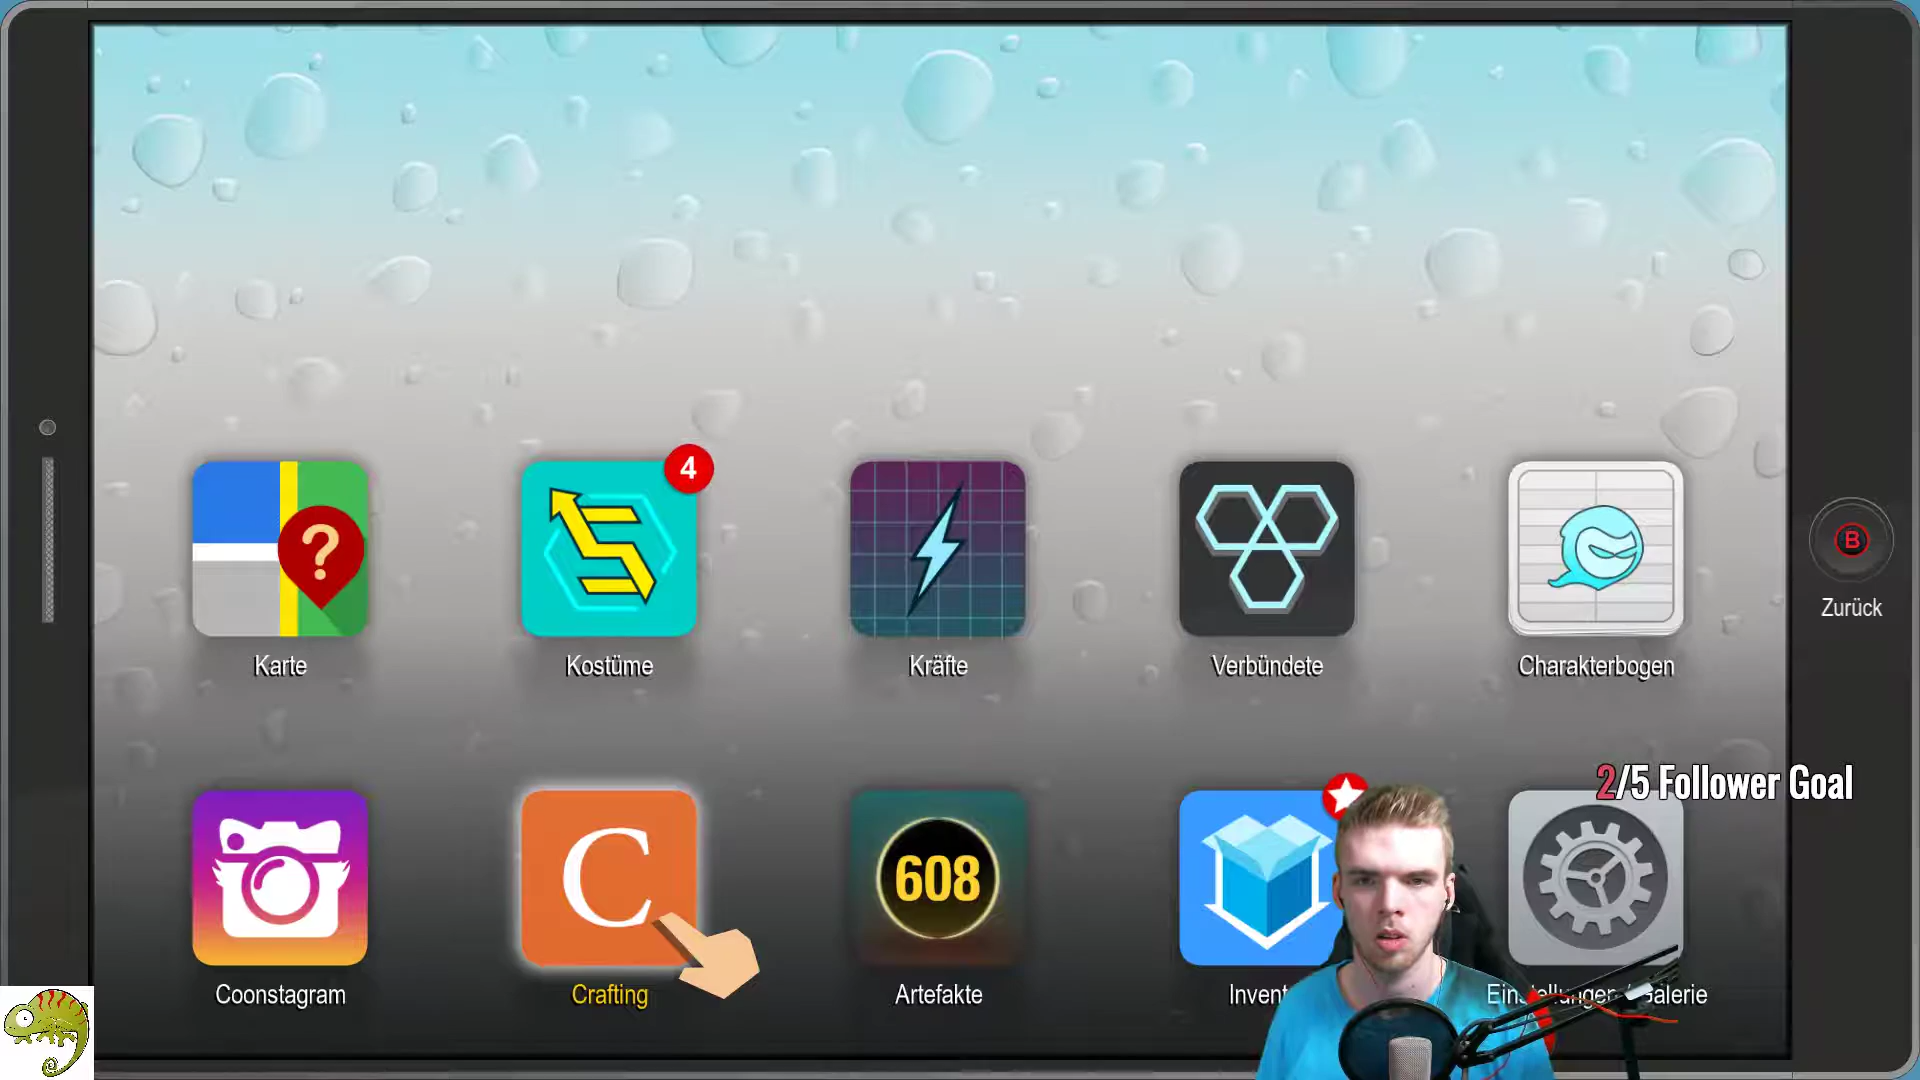 4
?
Karte
Kostüme
Kräfte
Verbündete
Charakterbogen
B
Zurück
2/5 Follower Goal
C
608
Coonstagram
Crafting
Artefakte